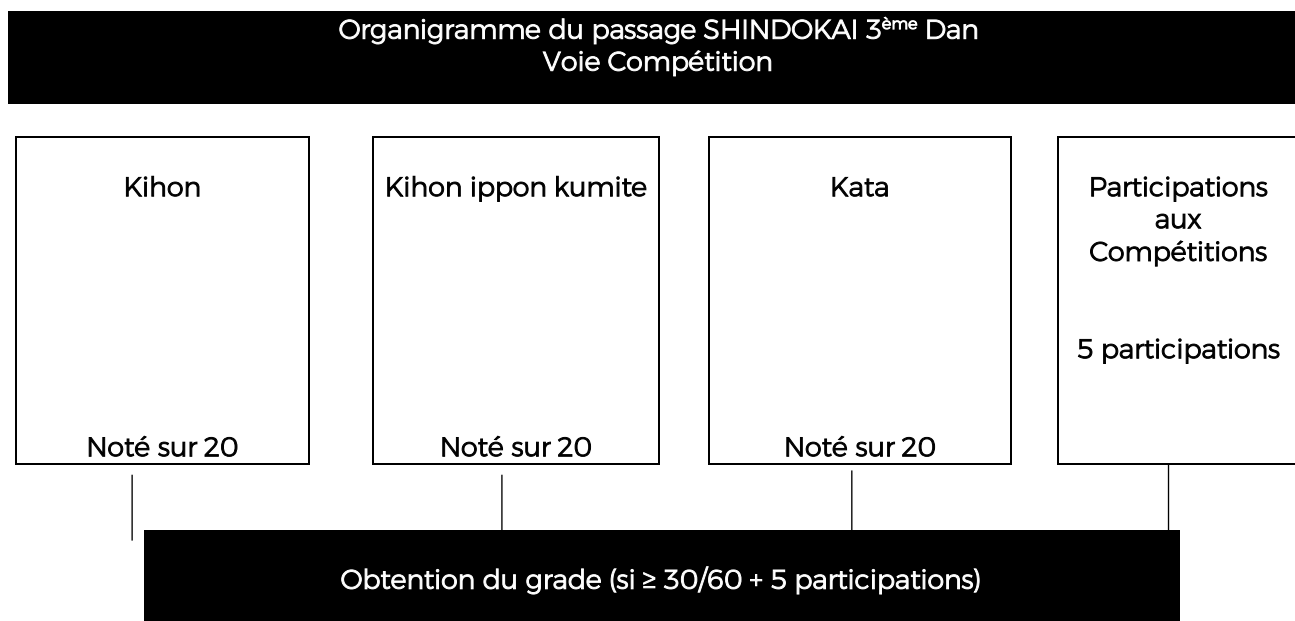 Organigramme du passage SHINDOKAI 3ème Dan
Voie Compétition
Kihon
Noté sur 20
Kihon ippon kumite
Noté sur 20
Kata
Noté sur 20
Participations
aux
Compétitions
5 participations
Obtention du grade (si ≥ 30/60 + 5 participations)